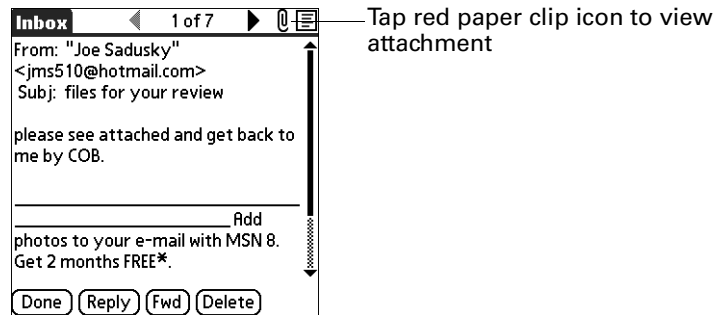 Inbox 1 of 7
Tap red paper clip icon to view
attachment
From: "Joe Sadusky"
<jms510@hotmail.com>
Subj: files for your review
please see attached and get back to
me by COB.
Add
photos to your e-mail with MSN 8.
Get 2 months FREE*.
Done Reply Fwd Delete